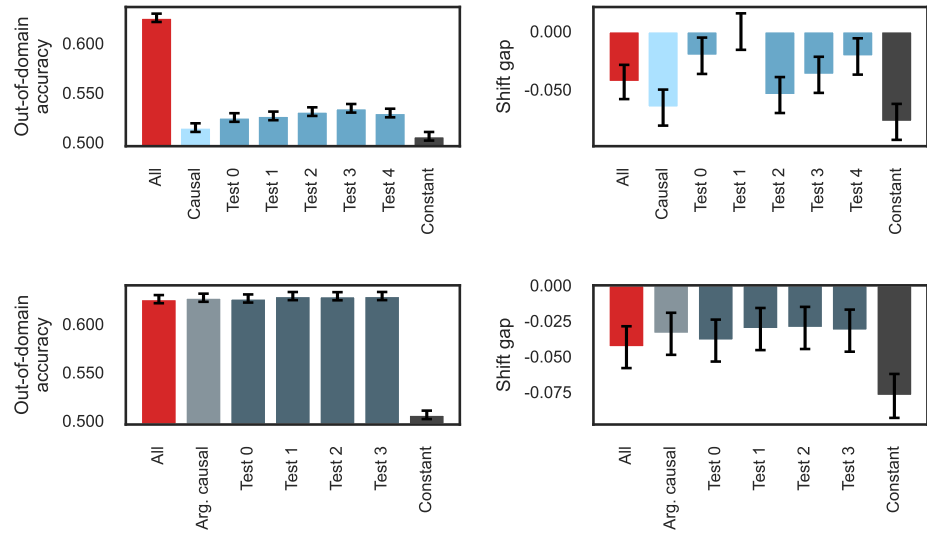 Out-of-domain
accuracy
0.600
0.550
0.500
All
Causal
Test 0
Test 1
Test 2
Test 3
Test 4
Constant
Shift gap
0.000
-0.050
All
Causal
Test 0
Test 1
Test 2
Test 3
Test 4
Constant
Out-of-domain
accuracy
0.600
0.550
0.500
All
Arg. causal
Test 0
Test 1
Test 2
Test 3
Constant
Shift gap
0.000
-0.025
-0.050
-0.075
All
Arg. causal
Test 0
Test 1
Test 2
Test 3
Constant